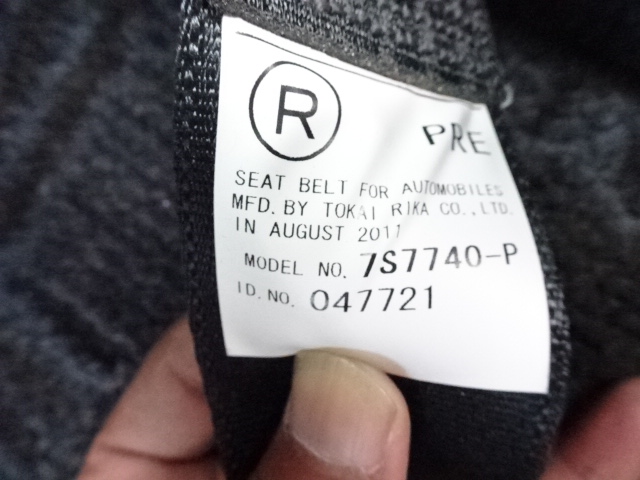 R
PRE
SEAT BELT FOR AUTOMOBILES
MFD. BY TOKAI RIKA CO., LTD.
IN AUGUST 2011
MODEL NO. 7S7740-P
ID. NO. 047721